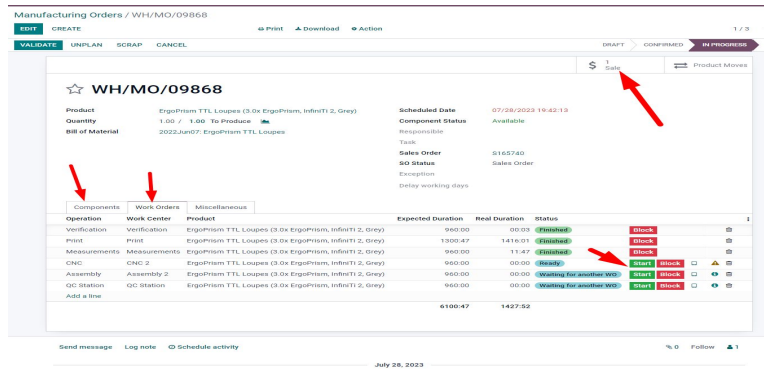 Manufacturing Orders / WH/MO/09868
EDIT CREATE Print Download Action 1 / 3
VALIDATE UNPLAN SCRAP CANCEL DRAFT CONFIRMED IN PROGRESS
$ 1 Sale Product Moves
WH/MO/09868
Product ErgoPrism TTL Loupes (3.0x ErgoPrism, InfiniTi 2, Grey) Scheduled Date 07/28/2023 19:42:13
Quantity 1.00 / 1.00 To Produce Component Status Available
Bill of Material 2022Jun07: ErgoPrism TTL Loupes Responsible
Task
Sales Order S165740
SO Status Sales Order
Exception
Delay working days
Components Work Orders Miscellaneous
Operation Work Center Product Expected Duration Real Duration Status
Verification Verification ErgoPrism TTL Loupes (3.0x ErgoPrism, InfiniTi 2, Grey) 960:00 00:03 Finished Block
Print Print ErgoPrism TTL Loupes (3.0x ErgoPrism, InfiniTi 2, Grey) 1300:47 1416:01 Finished Block
Measurements Measurements ErgoPrism TTL Loupes (3.0x ErgoPrism, InfiniTi 2, Grey) 960:00 11:47 Finished Block
CNC CNC 2 ErgoPrism TTL Loupes (3.0x ErgoPrism, InfiniTi 2, Grey) 960:00 00:00 Ready Start Block
Assembly Assembly 2 ErgoPrism TTL Loupes (3.0x ErgoPrism, InfiniTi 2, Grey) 960:00 00:00 Waiting for another WO Start Block
QC Station QC Station ErgoPrism TTL Loupes (3.0x ErgoPrism, InfiniTi 2, Grey) 960:00 00:00 Waiting for another WO Start Block
Add a line
6100:47 1427:52
Send message Log note Schedule activity 0 Follow 1
July 28, 2023